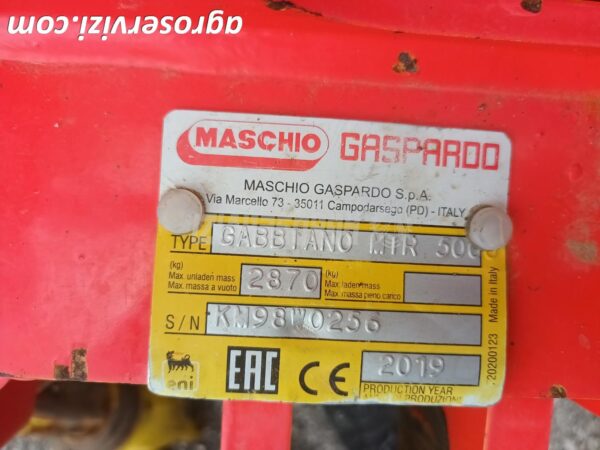 agroservizi.com
MASCHIO GASPARDO
MASCHIO GASPARDO S.p.A.
Via Marcello 73 - 35011 Campodarsego (PD) - ITALY
TYPE GABBIANO MTR 500
(kg)
Max. unladen mass
Max. massa a vuoto
2870
(kg)
Max. laden mass
Max. massa pieno carico
S/N KM98W0256
eni
EAC CE
2019
PRODUCTION YEAR
20200123 Made in Italy